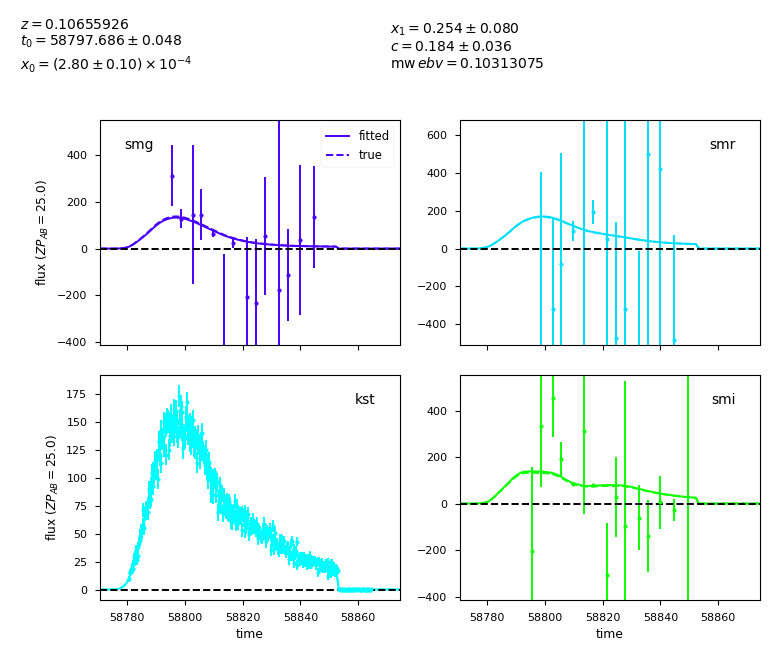 z = 0.10655926
t₀ = 58797.686 ± 0.048
x₀ = (2.80 ± 0.10) × 10⁻⁴
x₁ = 0.254 ± 0.080
c = 0.184 ± 0.036
mw ebv = 0.10313075
smg
fitted
true
400
200
0
−200
−400
flux (ZP_AB = 25.0)
smr
600
400
200
0
−200
−400
kst
175
150
125
100
75
50
25
0
flux (ZP_AB = 25.0)
58780 58800 58820 58840 58860
time
smi
400
200
0
−200
−400
58780 58800 58820 58840 58860
time